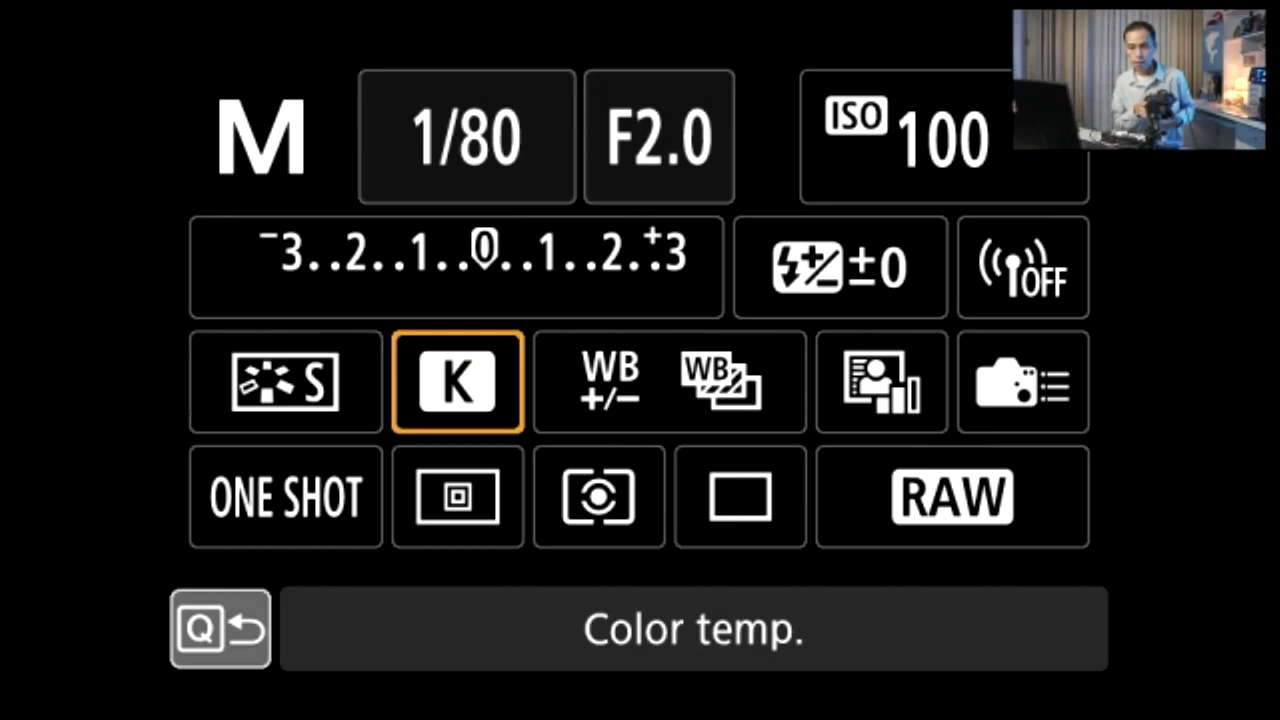 M 1/80 F2.0 ISO 100
-3..2..1..0..1..2..+3 ±0 OFF
S K WB +/- WB
ONE SHOT RAW
Q Color temp.